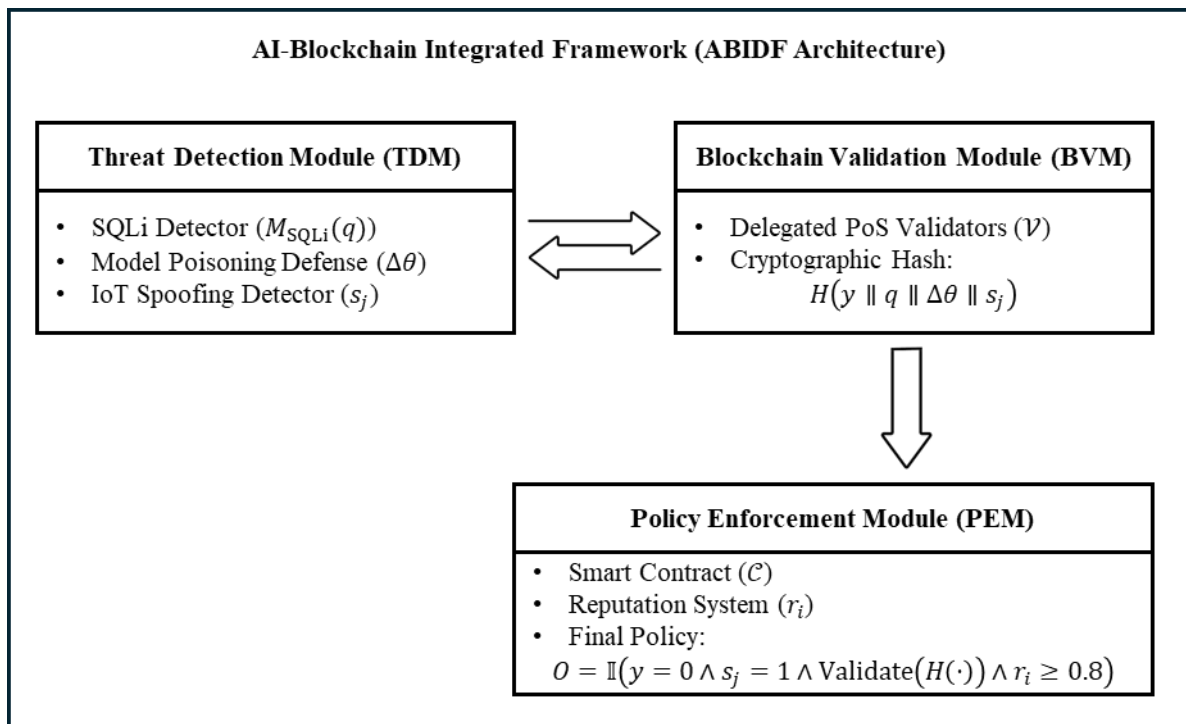 AI-Blockchain Integrated Framework (ABIDF Architecture)
Threat Detection Module (TDM)
• SQLi Detector (M_SQLi(q))
• Model Poisoning Defense (Δθ)
• IoT Spoofing Detector (s_j)
Blockchain Validation Module (BVM)
• Delegated PoS Validators (𝒱)
• Cryptographic Hash:
H(y ∥ q ∥ Δθ ∥ s_j)
Policy Enforcement Module (PEM)
• Smart Contract (𝒞)
• Reputation System (r_i)
• Final Policy:
O = 𝕀(y = 0 ∧ s_j = 1 ∧ Validate(H(·)) ∧ r_i ≥ 0.8)